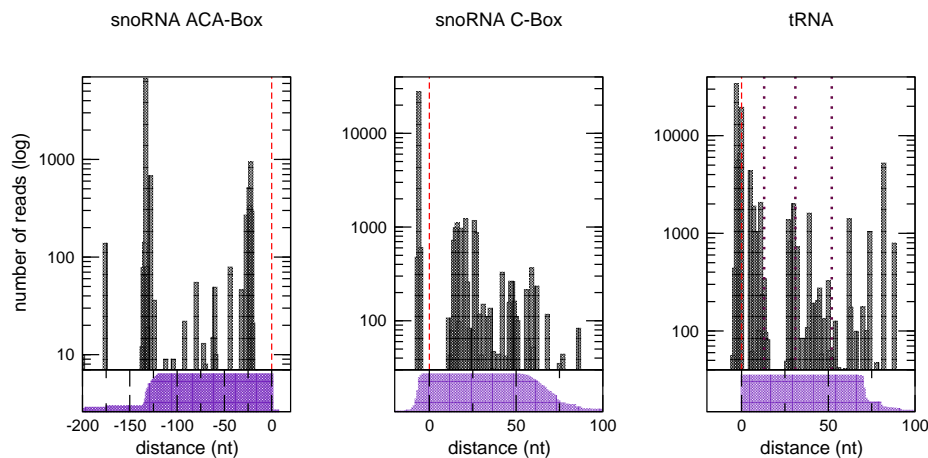 snoRNA ACA-Box snoRNA C-Box tRNA
number of reads (log)
1000
100
10
10000
1000
100
10000
1000
100
-200 -150 -100 -50 0
0 50 100
0 50 100
distance (nt) distance (nt) distance (nt)